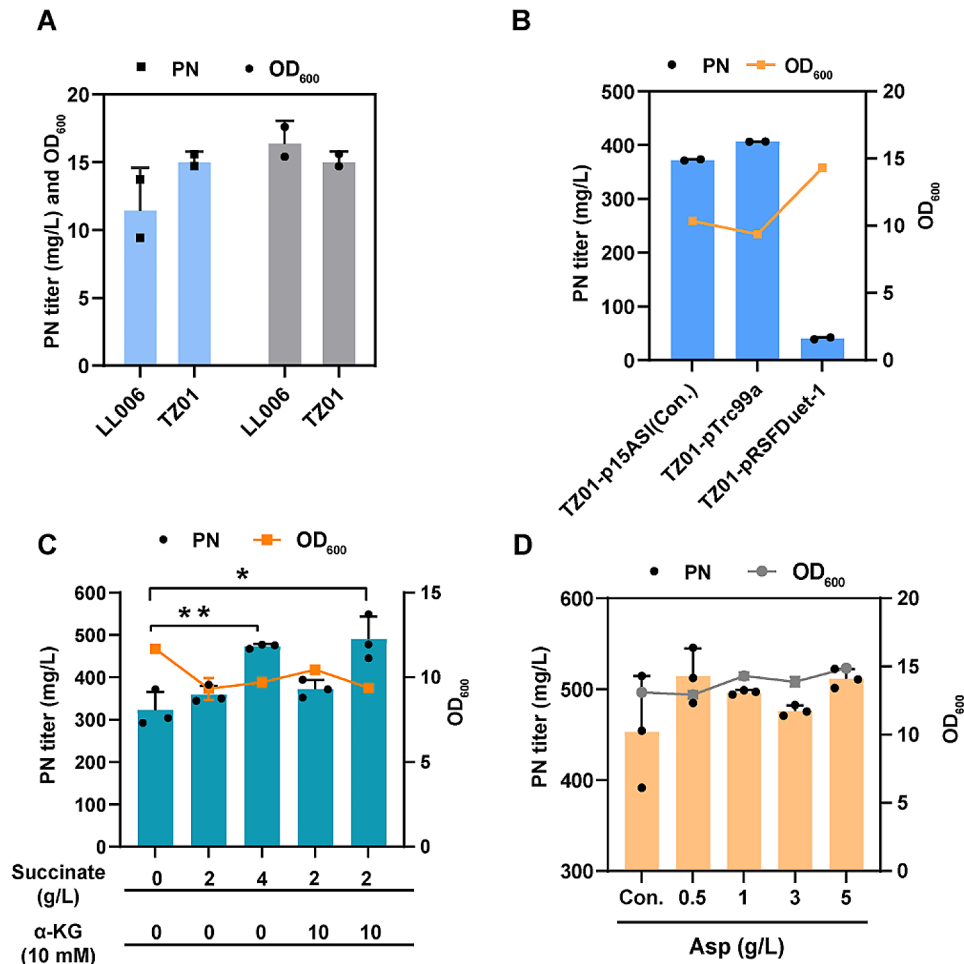 A
PN OD600
PN titer (mg/L) and OD600
20
15
10
5
0
LL006 TZ01 LL006 TZ01
B
PN OD600
PN titer (mg/L)
500
400
300
200
100
0
20
15
10
5
0
OD600
TZ01-p15ASI(Con.)
TZ01-pTrc99a
TZ01-pRSFDuet-1
C
PN OD600
PN titer (mg/L)
600
500
400
300
200
100
0
*
**
15
10
5
0
OD600
Succinate (g/L)
0 2 4 2 2
α-KG (10 mM)
0 0 0 10 10
D
PN OD600
PN titer (mg/L)
600
500
400
300
20
15
10
5
0
OD600
Con. 0.5 1 3 5
Asp (g/L)